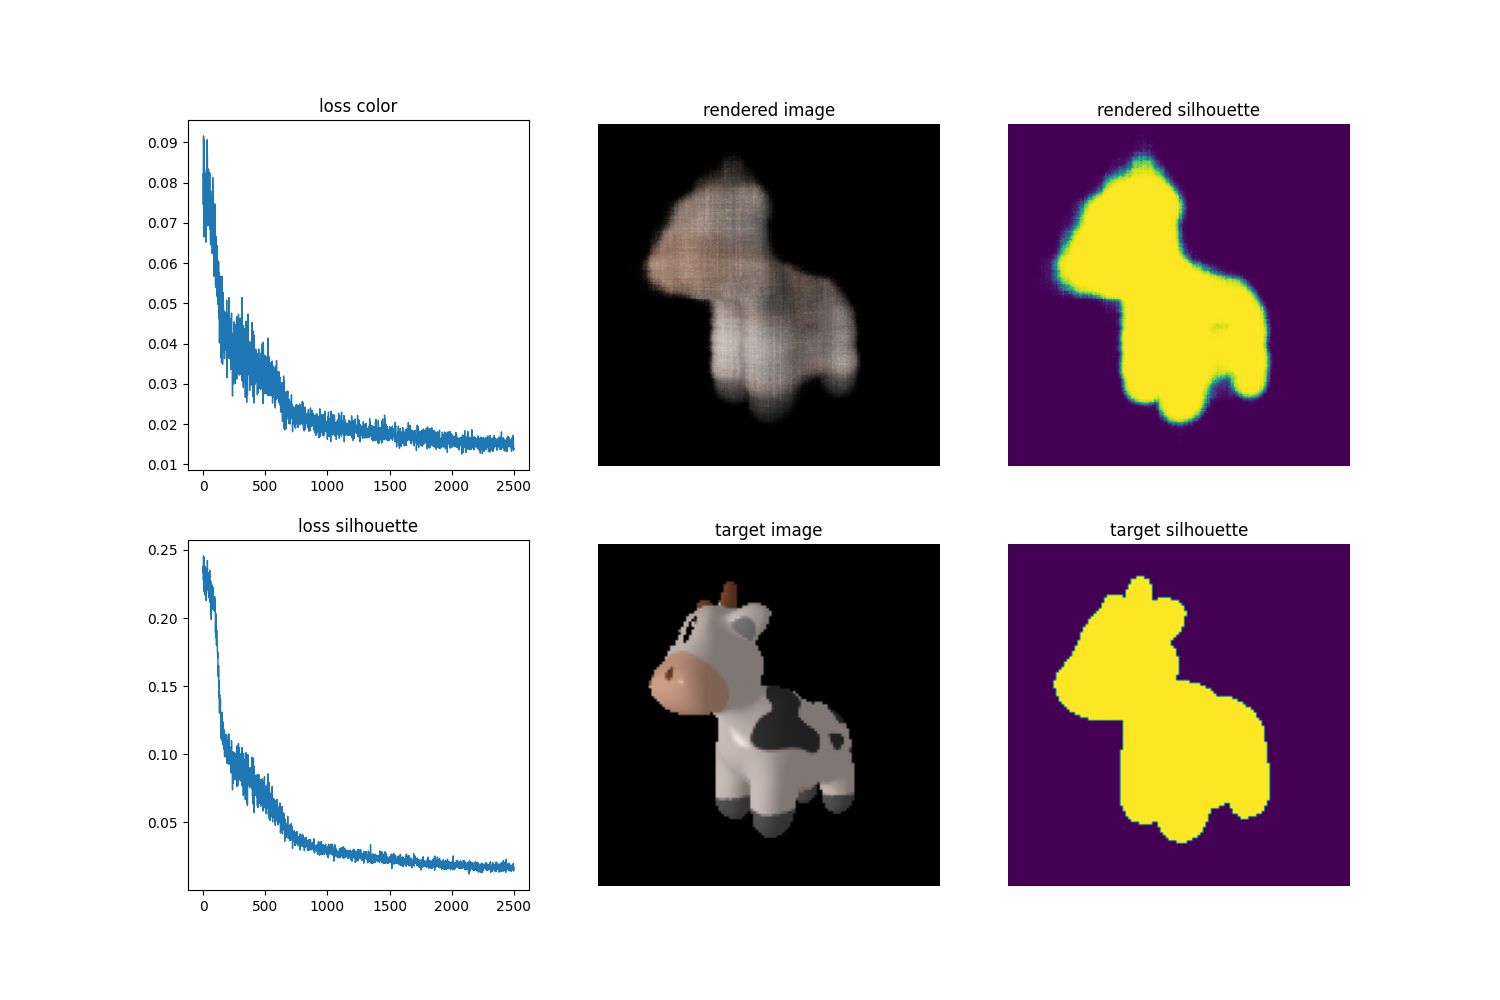 loss color
0.09
0.08
0.07
0.06
0.05
0.04
0.03
0.02
0.01
0 500 1000 1500 2000 2500
rendered image
rendered silhouette
loss silhouette
0.25
0.20
0.15
0.10
0.05
0 500 1000 1500 2000 2500
target image
target silhouette